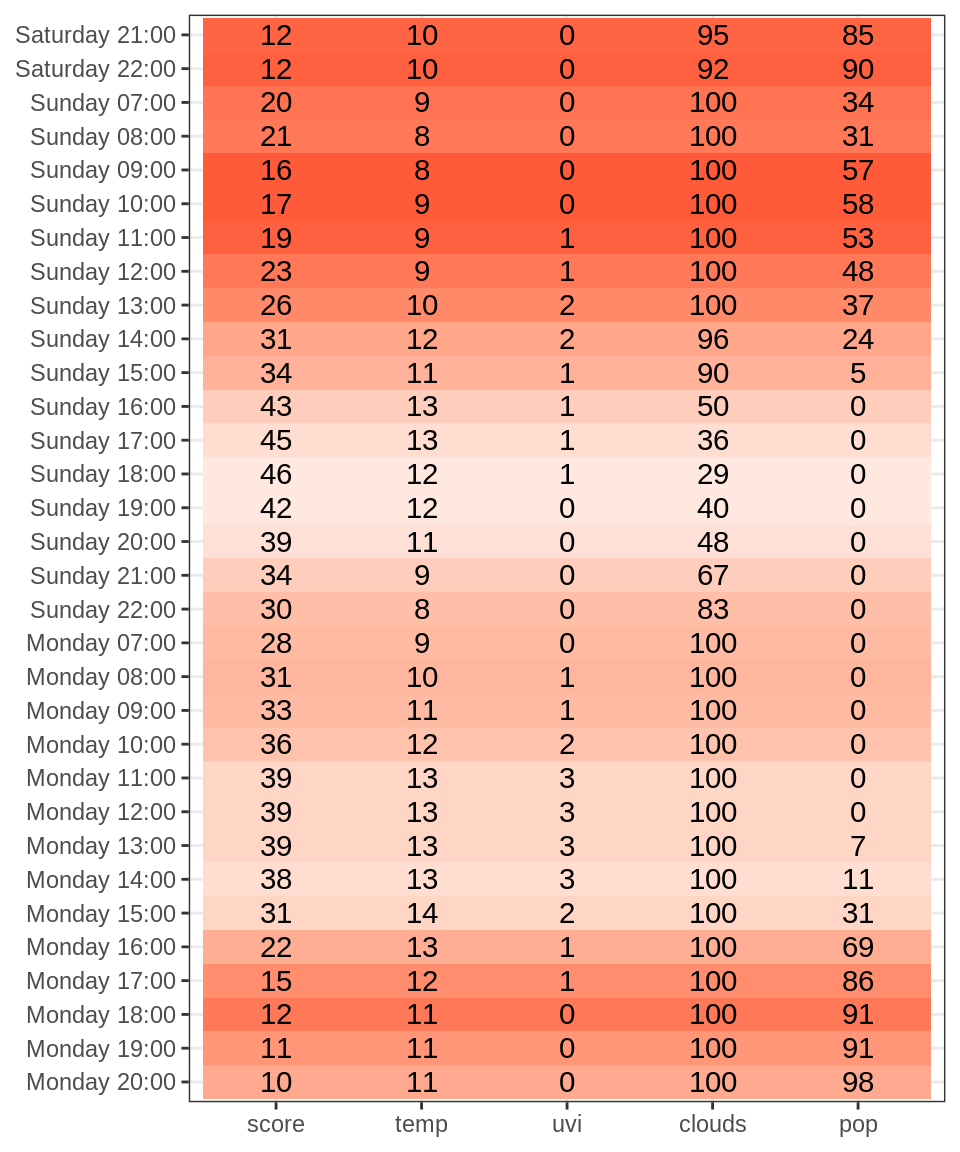 Saturday 21:00 12 10 0 95 85
Saturday 22:00 12 10 0 92 90
Sunday 07:00 20 9 0 100 34
Sunday 08:00 21 8 0 100 31
Sunday 09:00 16 8 0 100 57
Sunday 10:00 17 9 0 100 58
Sunday 11:00 19 9 1 100 53
Sunday 12:00 23 9 1 100 48
Sunday 13:00 26 10 2 100 37
Sunday 14:00 31 12 2 96 24
Sunday 15:00 34 11 1 90 5
Sunday 16:00 43 13 1 50 0
Sunday 17:00 45 13 1 36 0
Sunday 18:00 46 12 1 29 0
Sunday 19:00 42 12 0 40 0
Sunday 20:00 39 11 0 48 0
Sunday 21:00 34 9 0 67 0
Sunday 22:00 30 8 0 83 0
Monday 07:00 28 9 0 100 0
Monday 08:00 31 10 1 100 0
Monday 09:00 33 11 1 100 0
Monday 10:00 36 12 2 100 0
Monday 11:00 39 13 3 100 0
Monday 12:00 39 13 3 100 0
Monday 13:00 39 13 3 100 7
Monday 14:00 38 13 3 100 11
Monday 15:00 31 14 2 100 31
Monday 16:00 22 13 1 100 69
Monday 17:00 15 12 1 100 86
Monday 18:00 12 11 0 100 91
Monday 19:00 11 11 0 100 91
Monday 20:00 10 11 0 100 98
score temp uvi clouds pop